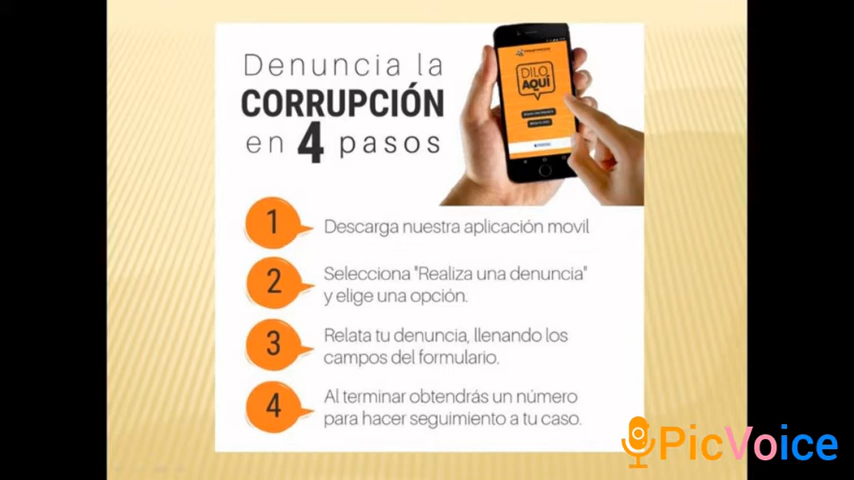 Denuncia la
CORRUPCIÓN
en 4 pasos
DILO
AQUÍ
1
Descarga nuestra aplicación movil
2
Selecciona "Realiza una denuncia"
y elige una opción.
3
Relata tu denuncia, llenando los
campos del formulario.
4
Al terminar obtendrás un número
para hacer seguimiento a tu caso.
PicVoice